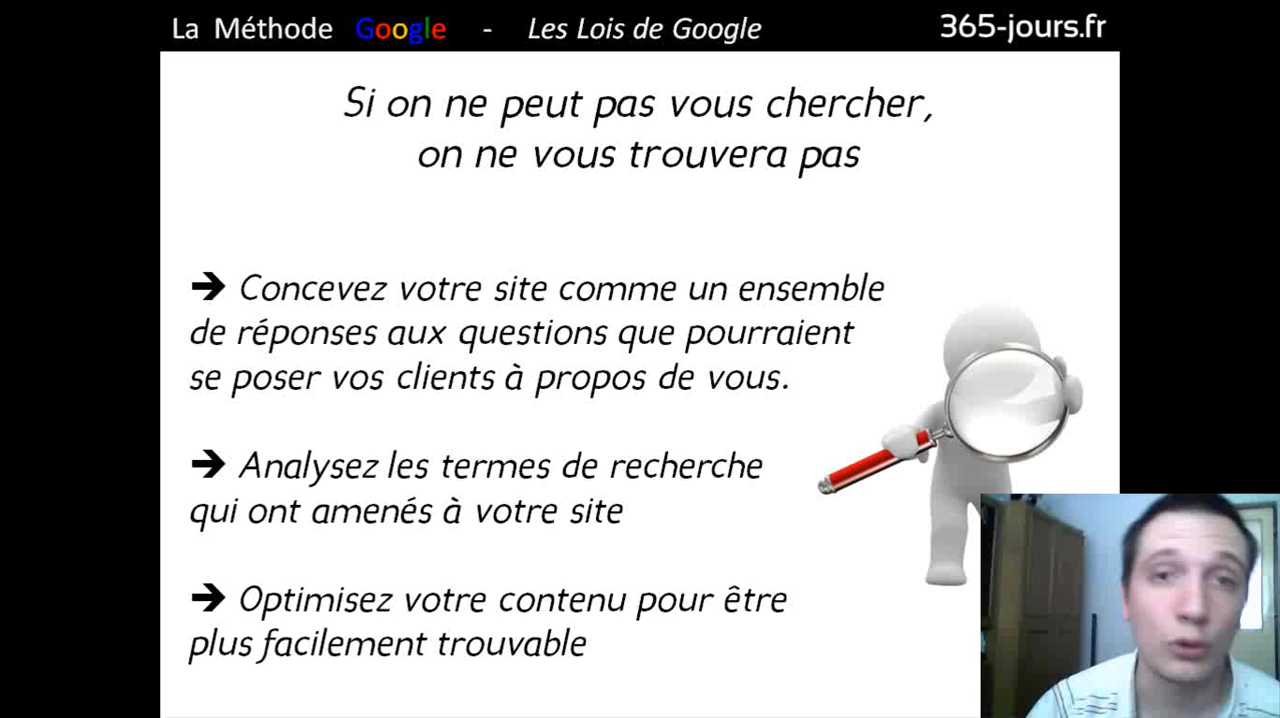 La Méthode Google - Les Lois de Google 365-jours.fr
Si on ne peut pas vous chercher,
on ne vous trouvera pas
➔ Concevez votre site comme un ensemble
de réponses aux questions que pourraient
se poser vos clients à propos de vous.
➔ Analysez les termes de recherche
qui ont amenés à votre site
➔ Optimisez votre contenu pour être
plus facilement trouvable